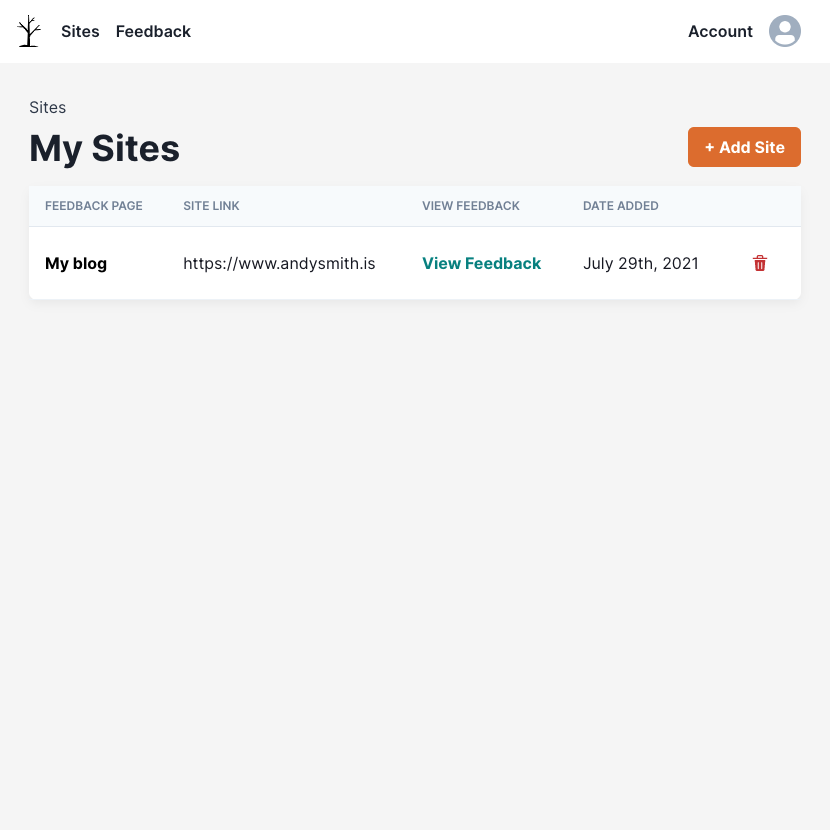 Sites Feedback Account
Sites
My Sites
+ Add Site
FEEDBACK PAGE SITE LINK VIEW FEEDBACK DATE ADDED
My blog https://www.andysmith.is View Feedback July 29th, 2021